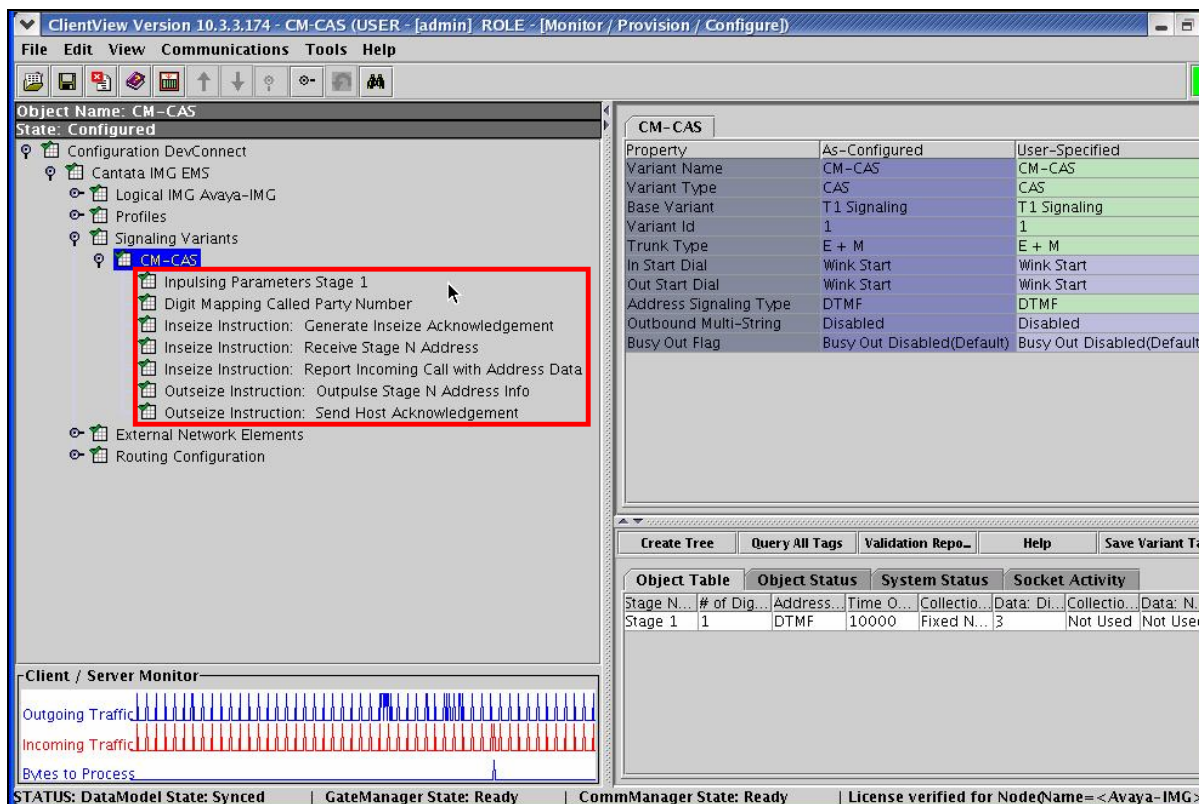 ClientView Version 10.3.3.174 - CM-CAS (USER - [admin] ROLE - [Monitor / Provision / Configure])
File Edit View Communications Tools Help
Object Name: CM-CAS
State: Configured
Configuration DevConnect
Cantata IMG EMS
Logical IMG Avaya-IMG
Profiles
Signaling Variants
CM-CAS
Inpulsing Parameters Stage 1
Digit Mapping Called Party Number
Inseize Instruction: Generate Inseize Acknowledgement
Inseize Instruction: Receive Stage N Address
Inseize Instruction: Report Incoming Call with Address Data
Outseize Instruction: Outpulse Stage N Address Info
Outseize Instruction: Send Host Acknowledgement
External Network Elements
Routing Configuration
Client / Server Monitor
Outgoing Traffic
Incoming Traffic
Bytes to Process
CM-CAS
Property As-Configured User-Specified
Variant Name CM-CAS CM-CAS
Variant Type CAS CAS
Base Variant T1 Signaling T1 Signaling
Variant Id 1 1
Trunk Type E + M E + M
In Start Dial Wink Start Wink Start
Out Start Dial Wink Start Wink Start
Address Signaling Type DTMF DTMF
Outbound Multi-String Disabled Disabled
Busy Out Flag Busy Out Disabled(Default) Busy Out Disabled(Default
Create Tree Query All Tags Validation Repo... Help Save Variant Ta
Object Table Object Status System Status Socket Activity
Stage N... # of Dig... Address... Time O... Collectio... Data: Di... Collectio... Data: N...
Stage 1 1 DTMF 10000 Fixed N... 3 Not Used Not Use
STATUS: DataModel State: Synced | GateManager State: Ready | CommManager State: Ready | License verified for Node(Name=<Avaya-IMG>